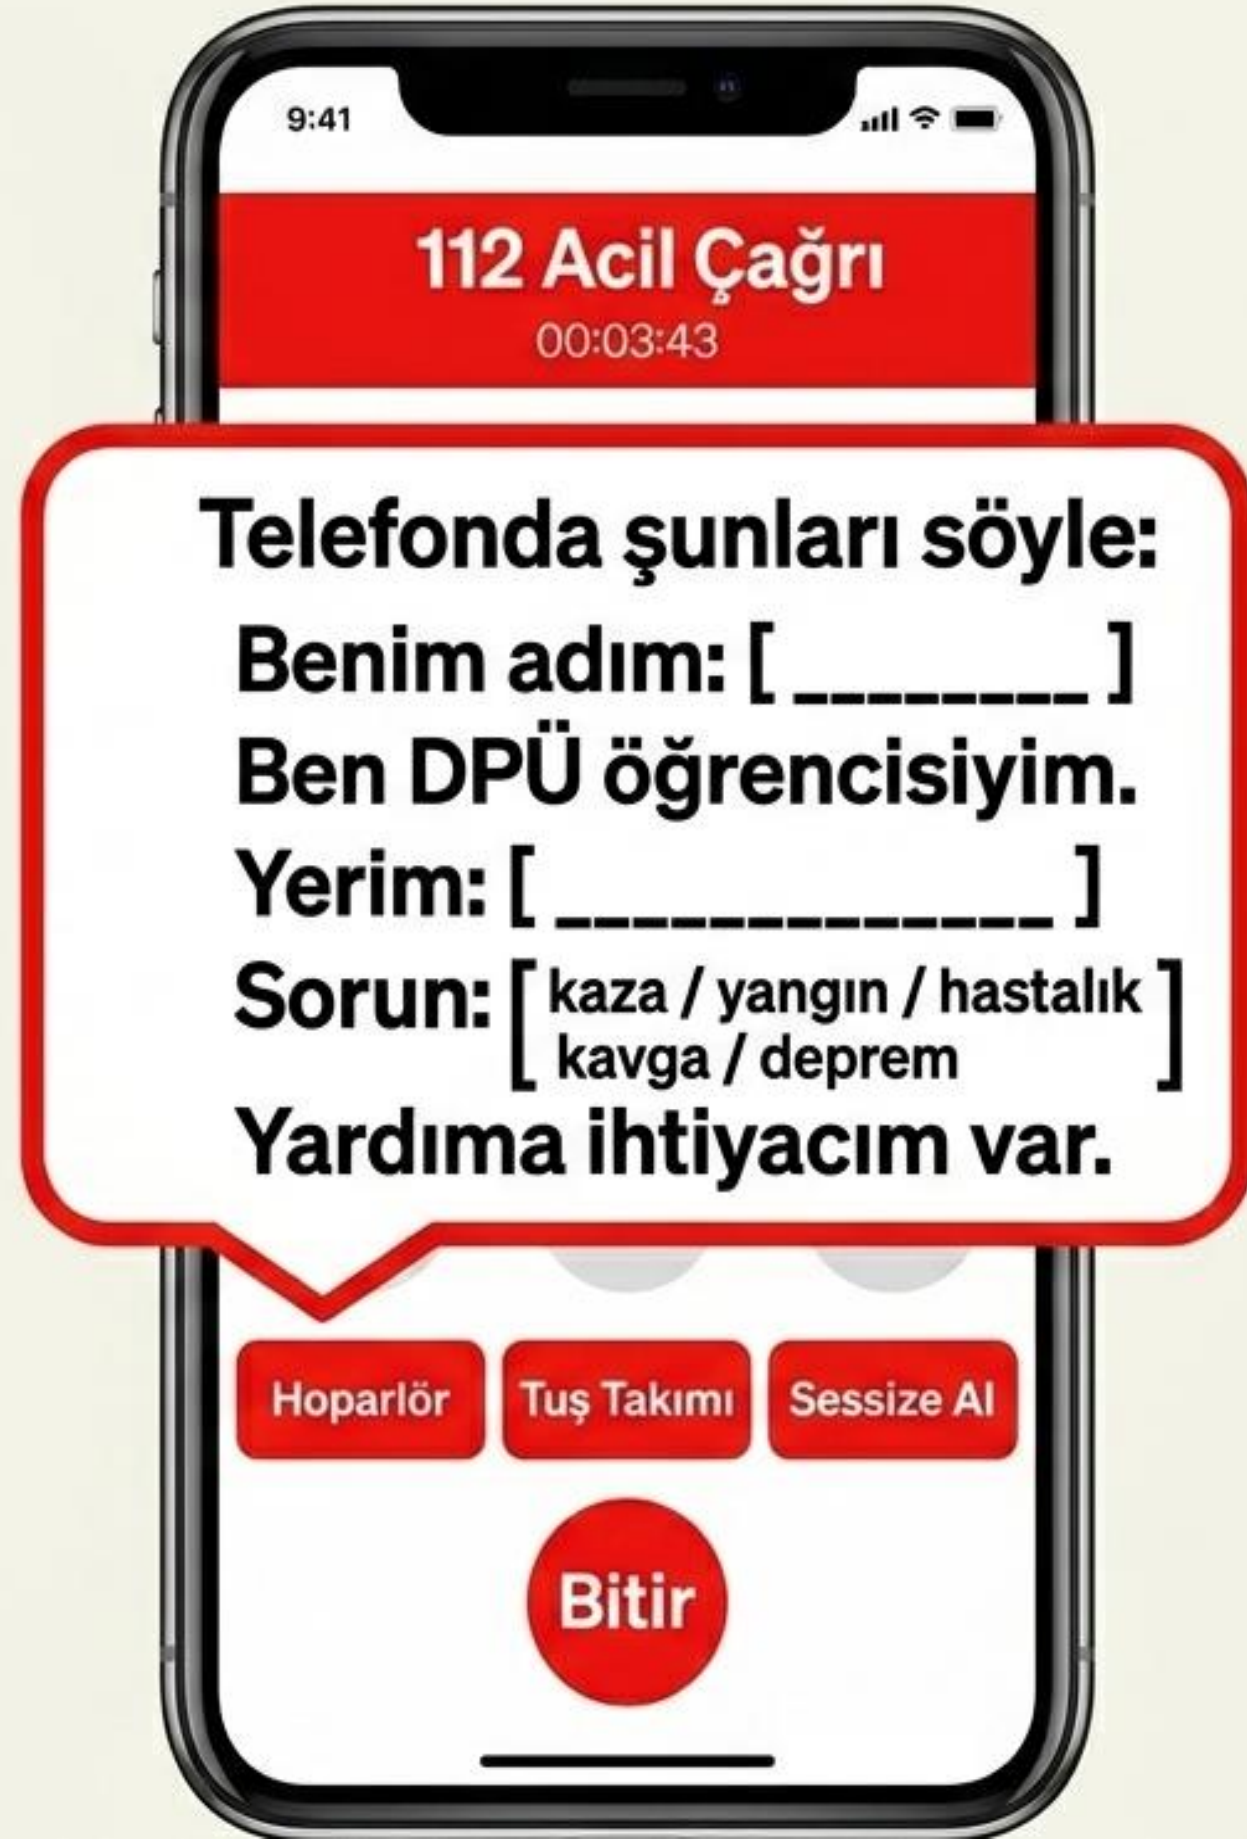 9:41
112 Acil Çağrı
00:03:43
Telefonda şunları söyle:
Benim adım: [ ________ ]
Ben DPÜ öğrencisiyim.
Yerim: [ _____________ ]
Sorun: [ kaza / yangın / hastalık
kavga / deprem ]
Yardıma ihtiyacım var.
Hoparlör Tuş Takımı Sessize Al
Bitir